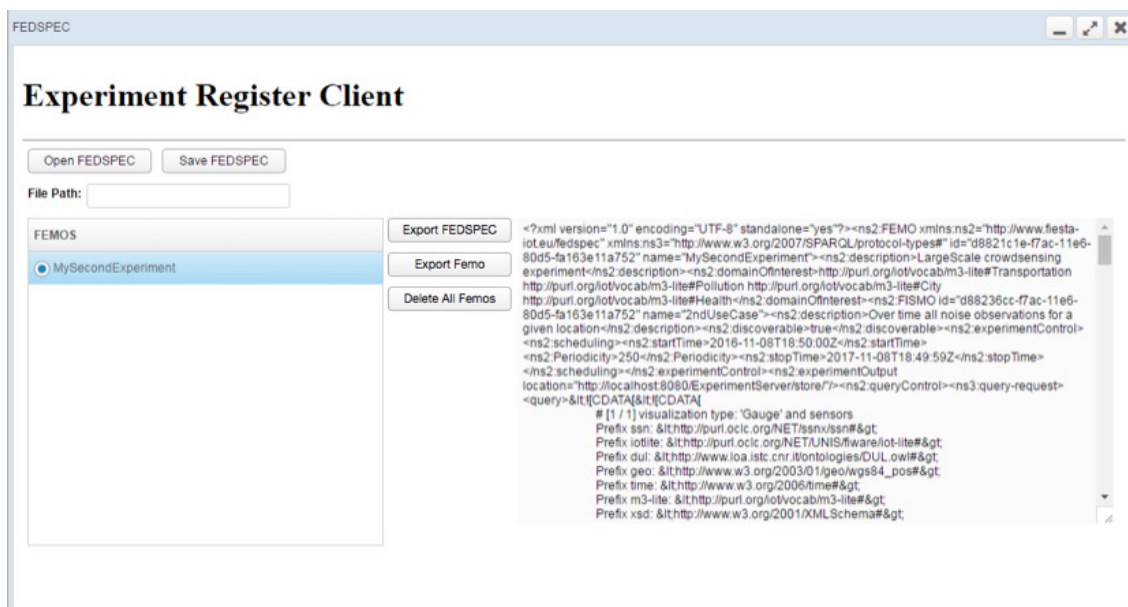 FEDSPEC
Experiment Register Client
Open FEDSPEC
Save FEDSPEC
File Path:
FEMOS
MySecondExperiment
Export FEDSPEC
Export Femo
Delete All Femos
<?xml version="1.0" encoding="UTF-8" standalone="yes"?><ns2:FEMO xmlns:ns2="http://www.fiesta-
iot.eu/fedspec" xmlns:ns3="http://www.w3.org/2007/SPARQL/protocol-types#" id="d8821c1e-f7ac-11e6-
80d5-fa163e11a752" name="MySecondExperiment"><ns2:description>LargeScale crowdsensing
experiment</ns2:description><ns2:domainOfInterest>http://purl.org/iot/vocab/m3-lite#Transportation
http://purl.org/iot/vocab/m3-lite#Pollution http://purl.org/iot/vocab/m3-lite#City
http://purl.org/iot/vocab/m3-lite#Health</ns2:domainOfInterest><ns2:FISMO id="d88236cc-f7ac-11e6-
80d5-fa163e11a752" name="2ndUseCase"><ns2:description>Over time all noise observations for a
given location</ns2:description><ns2:discoverable>true</ns2:discoverable><ns2:experimentControl>
<ns2:scheduling><ns2:startTime>2016-11-08T18:50:00Z</ns2:startTime>
<ns2:Periodicity>250</ns2:Periodicity><ns2:stopTime>2017-11-08T18:49:59Z</ns2:stopTime>
</ns2:scheduling></ns2:experimentControl><ns2:experimentOutput
location="http://localhost:8080/ExperimentServer/store/"/><ns2:queryControl><ns3:query-request>
<query>&lt;![CDATA[&lt;![CDATA[
# [1 / 1] visualization type: 'Gauge' and sensors
Prefix ssn: &lt;http://purl.oclc.org/NET/ssnx/ssn#&gt;
Prefix iotlite: &lt;http://purl.oclc.org/NET/UNIS/fiware/iot-lite#&gt;
Prefix dul: &lt;http://www.loa.istc.cnr.it/ontologies/DUL.owl#&gt;
Prefix geo: &lt;http://www.w3.org/2003/01/geo/wgs84_pos#&gt;
Prefix time: &lt;http://www.w3.org/2006/time#&gt;
Prefix m3-lite: &lt;http://purl.org/iot/vocab/m3-lite#&gt;
Prefix xsd: &lt;http://www.w3.org/2001/XMLSchema#&gt;